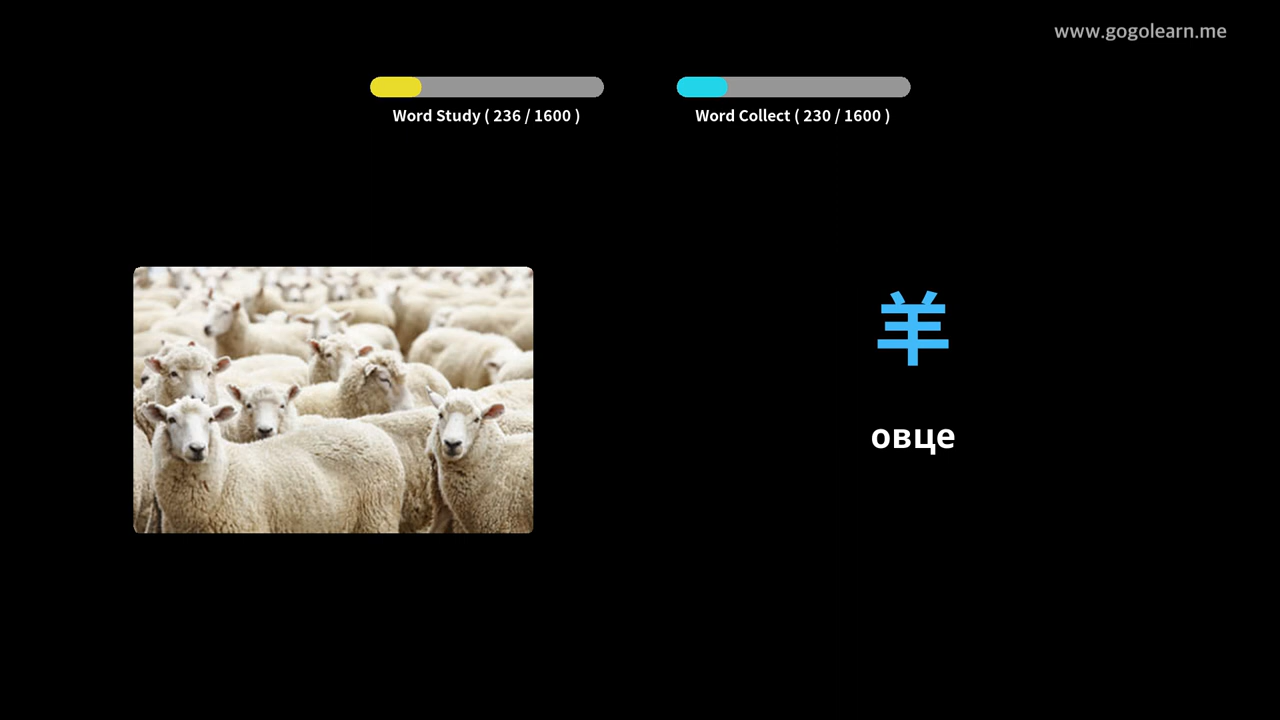 www.gogolearn.me
Word Study ( 236 / 1600 )
Word Collect ( 230 / 1600 )
羊
овце